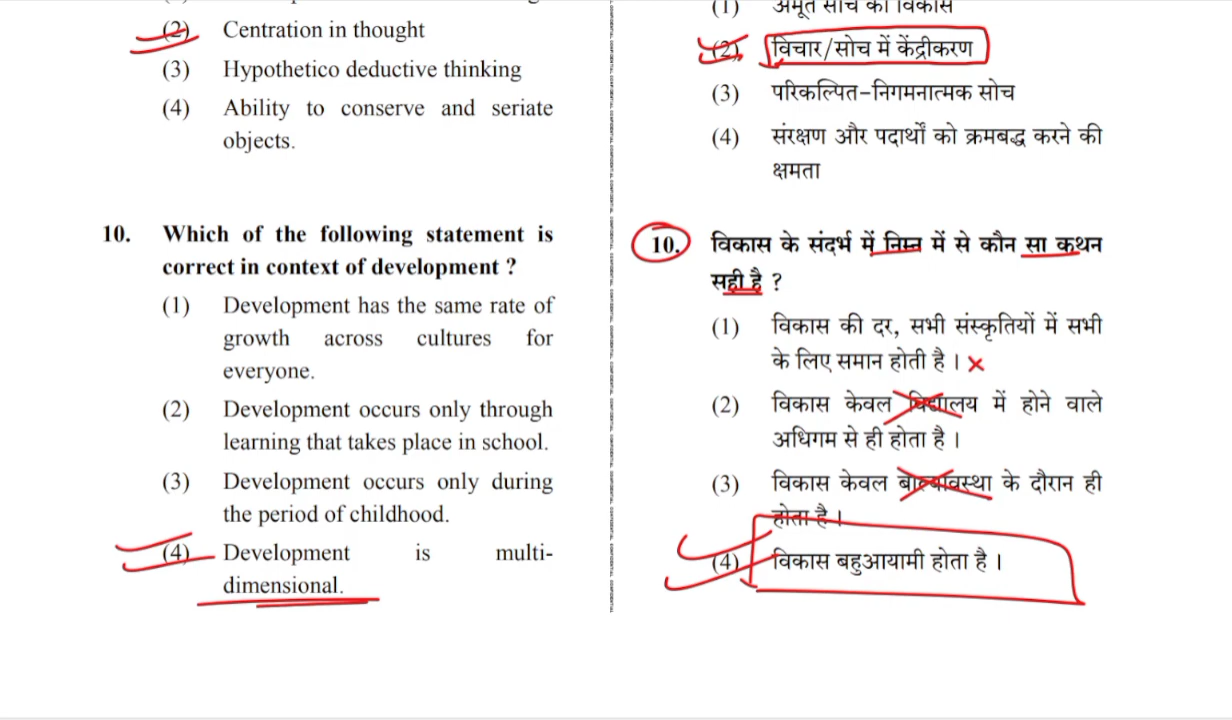 (2) Centration in thought
(3) Hypothetico deductive thinking
(4) Ability to conserve and seriate
objects.
10. Which of the following statement is
correct in context of development ?
(1) Development has the same rate of
growth across cultures for
everyone.
(2) Development occurs only through
learning that takes place in school.
(3) Development occurs only during
the period of childhood.
(4) Development is multi-
dimensional.
(1) अमूर्त सोच का विकास
(2) विचार/सोच में केंद्रीकरण
(3) परिकल्पित-निगमनात्मक सोच
(4) संरक्षण और पदार्थों को क्रमबद्ध करने की
क्षमता
10. विकास के संदर्भ में निम्न में से कौन सा कथन
सही है ?
(1) विकास की दर, सभी संस्कृतियों में सभी
के लिए समान होती है ।
(2) विकास केवल विद्यालय में होने वाले
अधिगम से ही होता है ।
(3) विकास केवल बाल्यावस्था के दौरान ही
होता है ।
(4) विकास बहुआयामी होता है ।